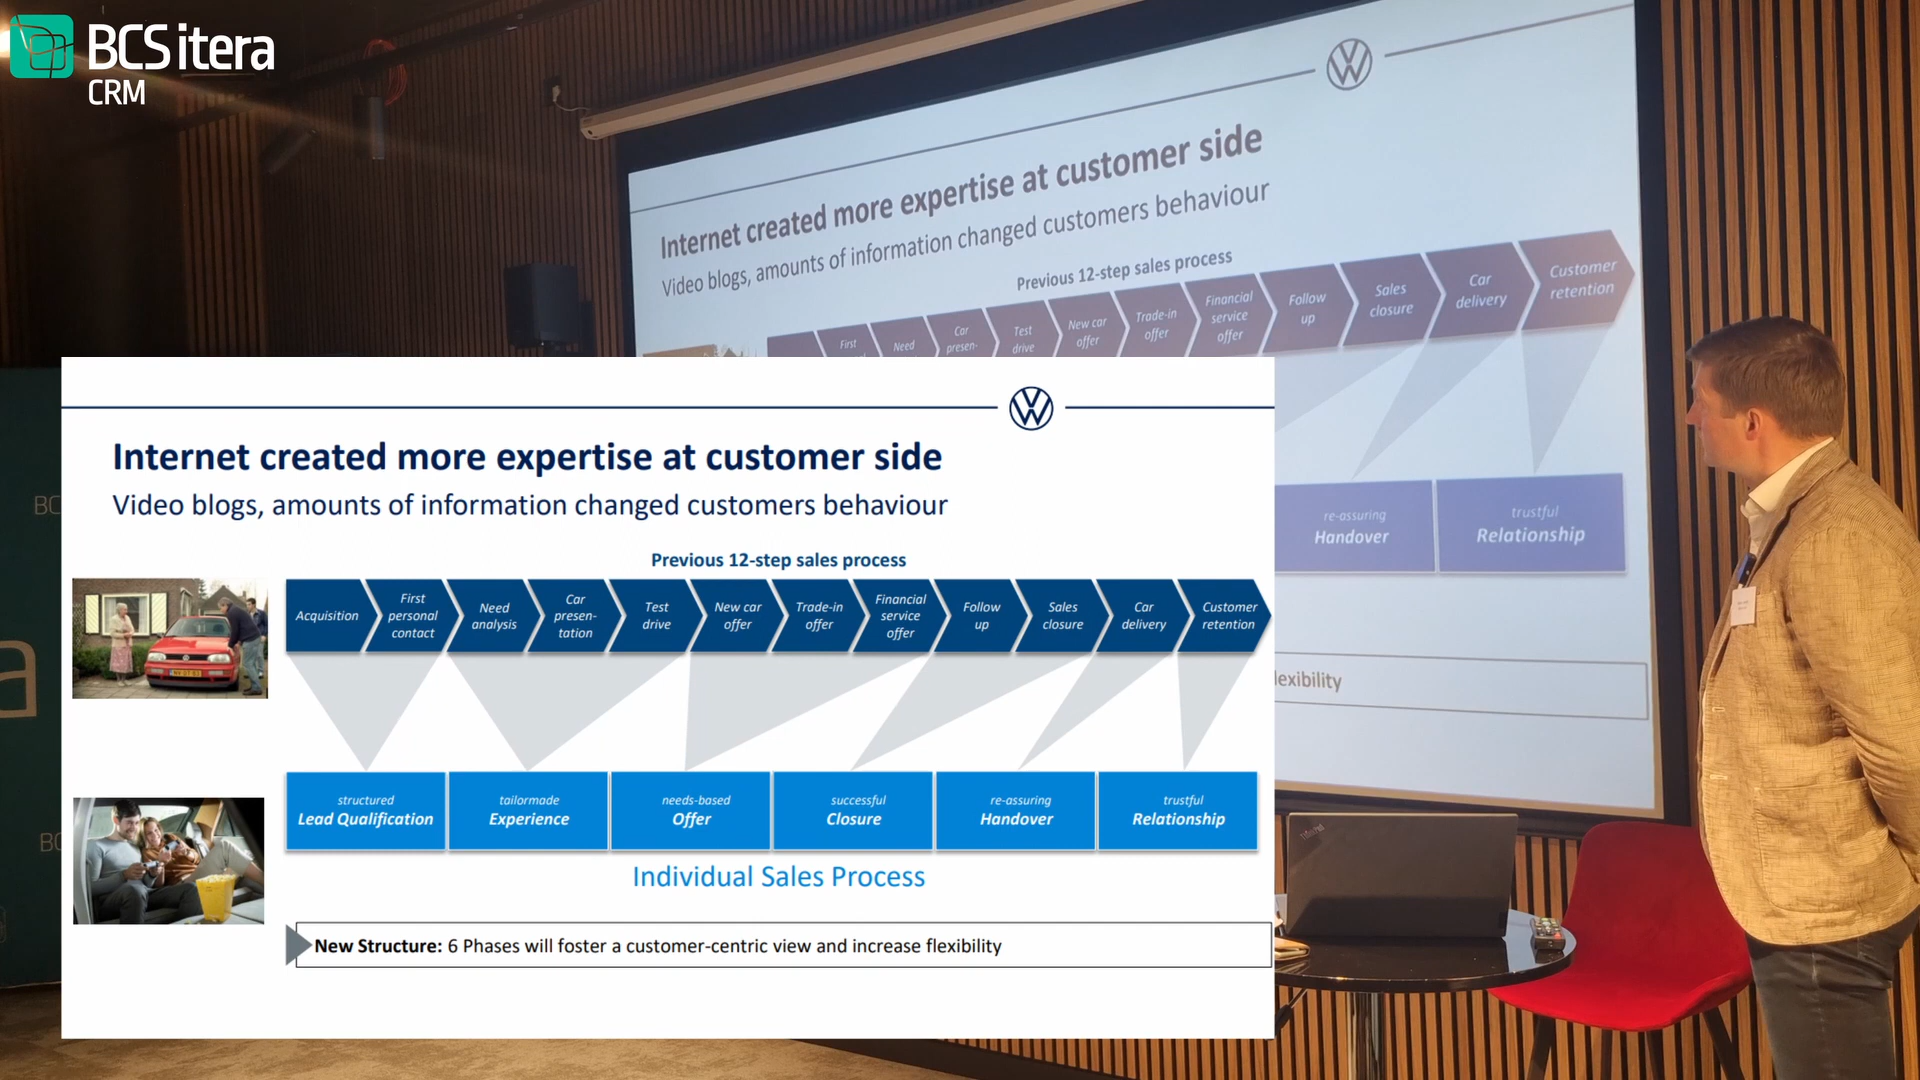 BCS itera
CRM
Internet created more expertise at customer side
Video blogs, amounts of information changed customers behaviour
Previous 12-step sales process
First
Need
Car
presen-
Test
drive
New car
offer
Trade-in
offer
Financial
service
offer
Follow
up
Sales
closure
Car
delivery
Customer
retention
re-assuring
Handover
trustful
Relationship
lexibility
Internet created more expertise at customer side
Video blogs, amounts of information changed customers behaviour
Previous 12-step sales process
Acquisition
First
personal
contact
Need
analysis
Car
presen-
tation
Test
drive
New car
offer
Trade-in
offer
Financial
service
offer
Follow
up
Sales
closure
Car
delivery
Customer
retention
structured
Lead Qualification
tailormade
Experience
needs-based
Offer
successful
Closure
re-assuring
Handover
trustful
Relationship
Individual Sales Process
New Structure: 6 Phases will foster a customer-centric view and increase flexibility
BC
a
BC
ThinkPad